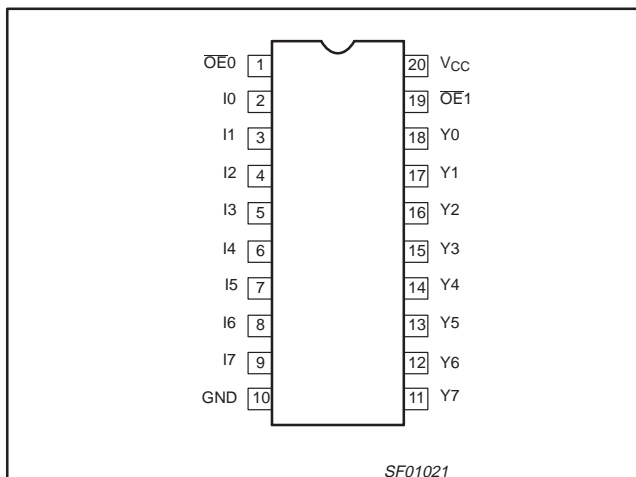 O̅E̅0 1 20 VCC
I0 2 19 O̅E̅1
I1 3 18 Y0
I2 4 17 Y1
I3 5 16 Y2
I4 6 15 Y3
I5 7 14 Y4
I6 8 13 Y5
I7 9 12 Y6
GND 10 11 Y7
SF01021